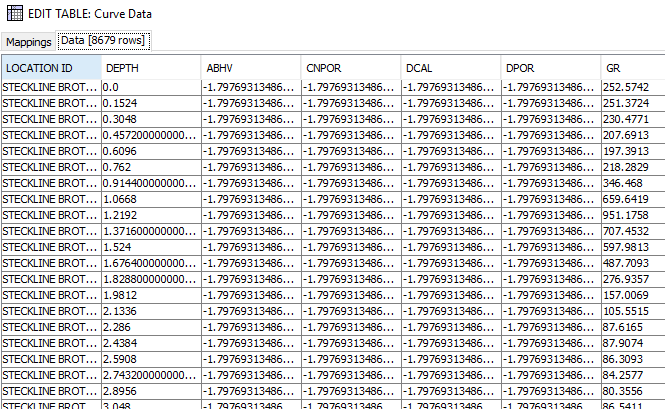 EDIT TABLE: Curve Data
Mappings Data [8679 rows]
LOCATION ID DEPTH ABHV CNPOR DCAL DPOR GR
STECKLINE BROT... 0.0 -1.79769313486... -1.79769313486... -1.79769313486... -1.79769313486... 252.5742
STECKLINE BROT... 0.1524 -1.79769313486... -1.79769313486... -1.79769313486... -1.79769313486... 251.3724
STECKLINE BROT... 0.3048 -1.79769313486... -1.79769313486... -1.79769313486... -1.79769313486... 230.4771
STECKLINE BROT... 0.457200000000... -1.79769313486... -1.79769313486... -1.79769313486... -1.79769313486... 207.6913
STECKLINE BROT... 0.6096 -1.79769313486... -1.79769313486... -1.79769313486... -1.79769313486... 197.3913
STECKLINE BROT... 0.762 -1.79769313486... -1.79769313486... -1.79769313486... -1.79769313486... 218.2829
STECKLINE BROT... 0.914400000000... -1.79769313486... -1.79769313486... -1.79769313486... -1.79769313486... 346.468
STECKLINE BROT... 1.0668 -1.79769313486... -1.79769313486... -1.79769313486... -1.79769313486... 659.6419
STECKLINE BROT... 1.2192 -1.79769313486... -1.79769313486... -1.79769313486... -1.79769313486... 951.1758
STECKLINE BROT... 1.371600000000... -1.79769313486... -1.79769313486... -1.79769313486... -1.79769313486... 707.4532
STECKLINE BROT... 1.524 -1.79769313486... -1.79769313486... -1.79769313486... -1.79769313486... 597.9813
STECKLINE BROT... 1.676400000000... -1.79769313486... -1.79769313486... -1.79769313486... -1.79769313486... 487.7093
STECKLINE BROT... 1.828800000000... -1.79769313486... -1.79769313486... -1.79769313486... -1.79769313486... 276.9357
STECKLINE BROT... 1.9812 -1.79769313486... -1.79769313486... -1.79769313486... -1.79769313486... 157.0069
STECKLINE BROT... 2.1336 -1.79769313486... -1.79769313486... -1.79769313486... -1.79769313486... 105.5515
STECKLINE BROT... 2.286 -1.79769313486... -1.79769313486... -1.79769313486... -1.79769313486... 87.6165
STECKLINE BROT... 2.4384 -1.79769313486... -1.79769313486... -1.79769313486... -1.79769313486... 87.9074
STECKLINE BROT... 2.5908 -1.79769313486... -1.79769313486... -1.79769313486... -1.79769313486... 86.3093
STECKLINE BROT... 2.743200000000... -1.79769313486... -1.79769313486... -1.79769313486... -1.79769313486... 84.2577
STECKLINE BROT... 2.8956 -1.79769313486... -1.79769313486... -1.79769313486... -1.79769313486... 80.3556
STECKLINE BROT... 3.048 -1.79769313486... -1.79769313486... -1.79769313486... -1.79769313486... 86.5411